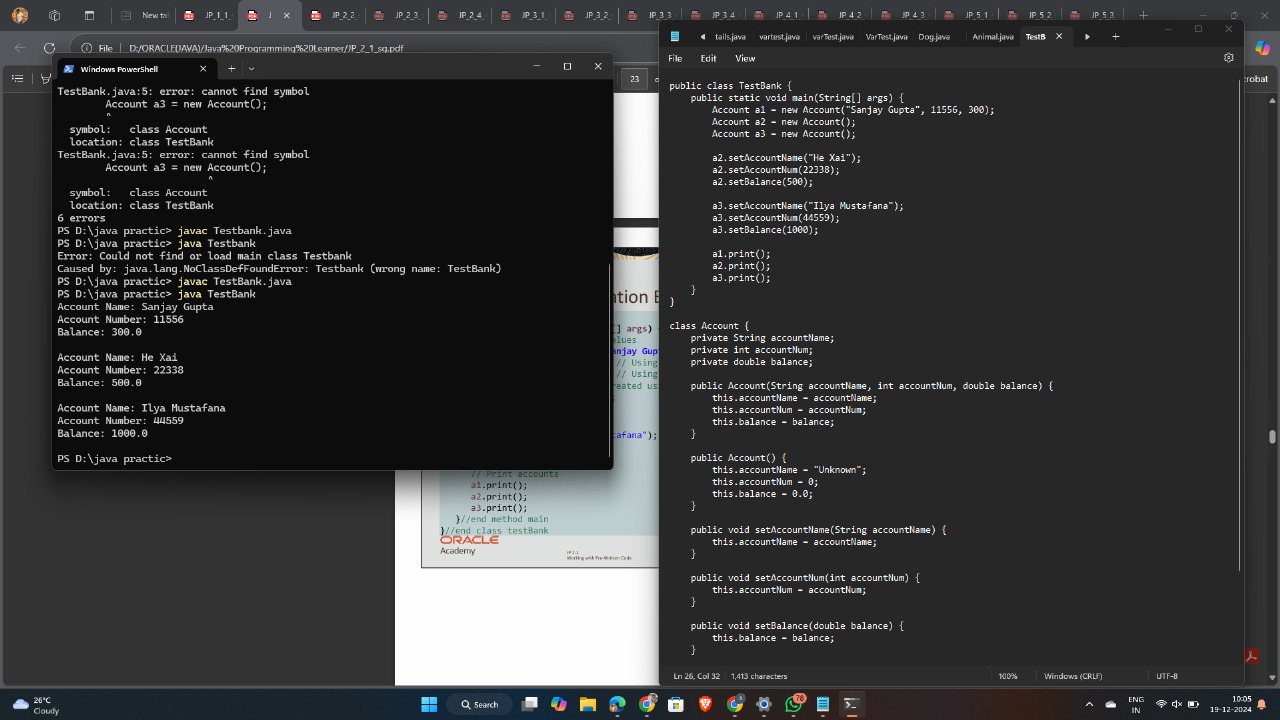 New tal
JP_1_1
J
JP_2_2
JP_2_3
JP_2_4
JP_3_1
JP_3_2
JP_3_3
JP_3_4
JP_4_1
JP_4_2
JP_4_3
JP_5_1
JP_5_2
JP_5_3
File D:/ORACLE(JAVA)/Java%20Programming%20Learner/JP_2_1_sg.pdf
23
crobat
Windows PowerShell
TestBank.java:5: error: cannot find symbol
Account a3 = new Account();
^
symbol: class Account
location: class TestBank
TestBank.java:5: error: cannot find symbol
Account a3 = new Account();
^
symbol: class Account
location: class TestBank
6 errors
PS D:\java practic> javac Testbank.java
PS D:\java practic> java Testbank
Error: Could not find or load main class Testbank
Caused by: java.lang.NoClassDefFoundError: Testbank (wrong name: TestBank)
PS D:\java practic> javac TestBank.java
PS D:\java practic> java TestBank
Account Name: Sanjay Gupta
Account Number: 11556
Balance: 300.0
Account Name: He Xai
Account Number: 22338
Balance: 500.0
Account Name: Ilya Mustafana
Account Number: 44559
Balance: 1000.0
PS D:\java practic>
ation E
[] args)
alues
anjay Gup
// Using
// Using
reated us
tafana");
// Print accounts
a1.print();
a2.print();
a3.print();
}//end method main
}//end class testBank
ORACLE
Academy
JP 2-1
Working with Pre-Written Code
tails.java
vartest.java
varTest.java
VarTest.java
Dog.java
Animal.java
TestB
File Edit View
public class TestBank {
public static void main(String[] args) {
Account a1 = new Account("Sanjay Gupta", 11556, 300);
Account a2 = new Account();
Account a3 = new Account();
a2.setAccountName("He Xai");
a2.setAccountNum(22338);
a2.setBalance(500);
a3.setAccountName("Ilya Mustafana");
a3.setAccountNum(44559);
a3.setBalance(1000);
a1.print();
a2.print();
a3.print();
}
}
class Account {
private String accountName;
private int accountNum;
private double balance;
public Account(String accountName, int accountNum, double balance) {
this.accountName = accountName;
this.accountNum = accountNum;
this.balance = balance;
}
public Account() {
this.accountName = "Unknown";
this.accountNum = 0;
this.balance = 0.0;
}
public void setAccountName(String accountName) {
this.accountName = accountName;
}
public void setAccountNum(int accountNum) {
this.accountNum = accountNum;
}
public void setBalance(double balance) {
this.balance = balance;
}
Ln 26, Col 32 1,413 characters 100% Windows (CRLF) UTF-8
26°C
Cloudy
Search
78
ENG
IN
10:05
19-12-2024